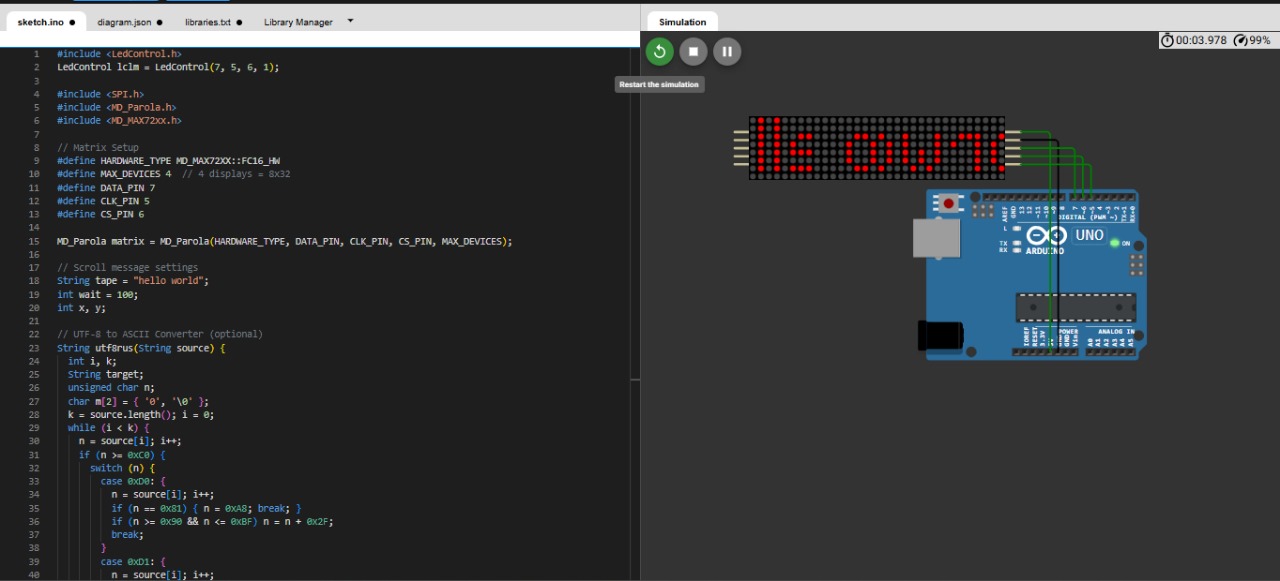 sketch.ino diagram.json libraries.txt Library Manager
Simulation
00:03.978 99%
Restart the simulation
1 #include <LedControl.h>
2 LedControl lclm = LedControl(7, 5, 6, 1);
3
4 #include <SPI.h>
5 #include <MD_Parola.h>
6 #include <MD_MAX72xx.h>
7
8 // Matrix Setup
9 #define HARDWARE_TYPE MD_MAX72XX::FC16_HW
10 #define MAX_DEVICES 4  // 4 displays = 8x32
11 #define DATA_PIN 7
12 #define CLK_PIN 5
13 #define CS_PIN 6
14
15 MD_Parola matrix = MD_Parola(HARDWARE_TYPE, DATA_PIN, CLK_PIN, CS_PIN, MAX_DEVICES);
16
17 // Scroll message settings
18 String tape = "hello world";
19 int wait = 100;
20 int x, y;
21
22 // UTF-8 to ASCII Converter (optional)
23 String utf8rus(String source) {
24   int i, k;
25   String target;
26   unsigned char n;
27   char m[2] = { '0', '\0' };
28   k = source.length(); i = 0;
29   while (i < k) {
30     n = source[i]; i++;
31     if (n >= 0xC0) {
32       switch (n) {
33         case 0xD0: {
34           n = source[i]; i++;
35           if (n == 0x81) { n = 0xA8; break; }
36           if (n >= 0x90 && n <= 0xBF) n = n + 0x2F;
37           break;
38         }
39         case 0xD1: {
40           n = source[i]; i++;
AREF
GND
13
12
~11
~10
~9
8
7
~6
~5
4
~3
2
TX→1
RX←0
DIGITAL (PWM ~)
L
TX
RX
UNO
ARDUINO
ON
IOREF
RESET
3.3V
GND
Vin
POWER
ANALOG IN
A0
A1
A2
A3
A4
A5